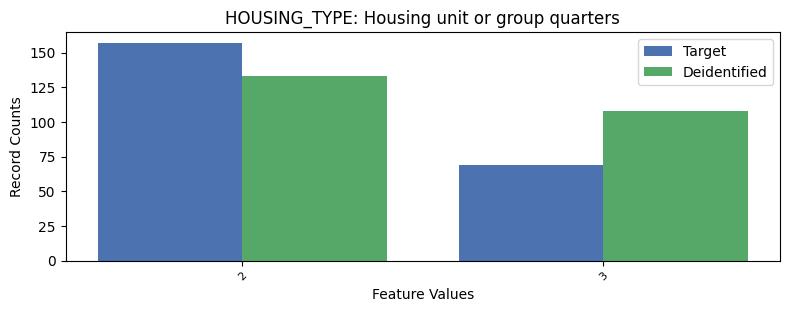 HOUSING_TYPE: Housing unit or group quarters
Record Counts
150
125
100
75
50
25
0
Target
Deidentified
2
3
Feature Values